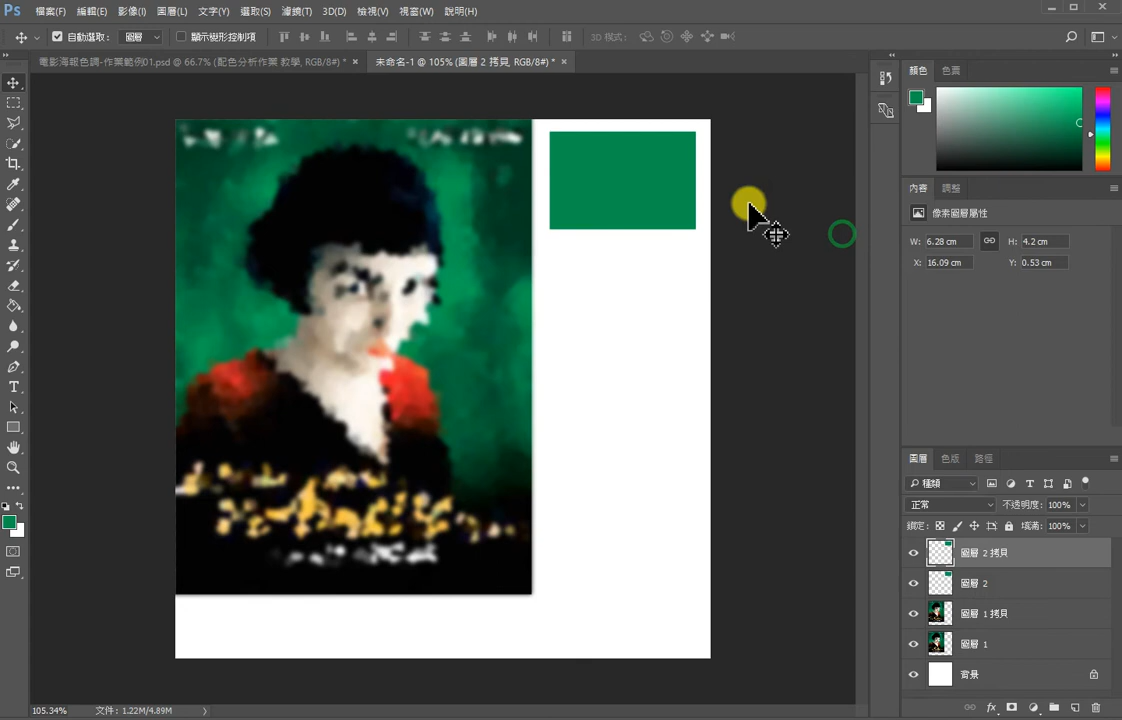 Ps 檔案(F) 編輯(E) 影像(I) 圖層(L) 文字(Y) 選取(S) 濾鏡(T) 3D(D) 檢視(V) 視窗(W) 說明(H)
自動選取: 圖層 顯示變形控制項 3D 模式:
電影海報色調-作業範例01.psd @ 66.7% (配色分析作業 教學, RGB/8#) * × 未命名-1 @ 105% (圖層 2 拷貝, RGB/8#) * ×
顏色 色票
內容 調整
像素圖層屬性
W: 6.28 cm H: 4.2 cm
X: 16.09 cm Y: 0.53 cm
圖層 色版 路徑
種類
正常 不透明度: 100%
鎖定: 填滿: 100%
圖層 2 拷貝
圖層 2
圖層 1 拷貝
圖層 1
背景
fx
105.34% 文件: 1.22M/4.89M